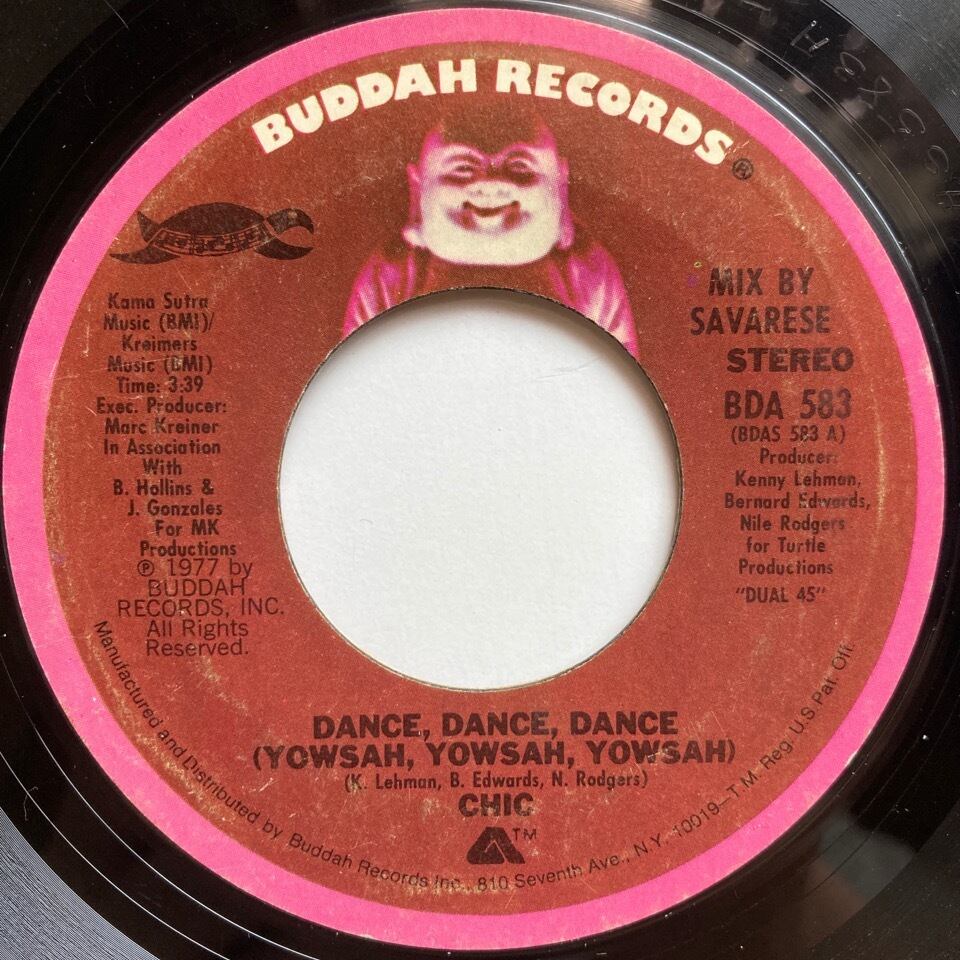 BUDDAH RECORDS®
Kama Sutra
Music (BMI)/
Kreimers
Music (BMI)
Time: 3:39
Exec. Producer:
Marc Kreiner
In Association
With
B. Hollins &
J. Gonzales
For MK
Productions
℗ 1977 by
BUDDAH
RECORDS, INC.
All Rights
Reserved.
MIX BY
SAVARESE
STEREO
BDA 583
(BDAS 583 A)
Producer:
Kenny Lehman,
Bernard Edwards,
Nile Rodgers
for Turtle
Productions
"DUAL 45"
DANCE, DANCE, DANCE
(YOWSAH, YOWSAH, YOWSAH)
(K. Lehman, B. Edwards, N. Rodgers)
CHIC
TM
Manufactured and Distributed by Buddah Records Inc., 810 Seventh Ave., N.Y. 10019—T.M. Reg. U.S. Pat. Off.